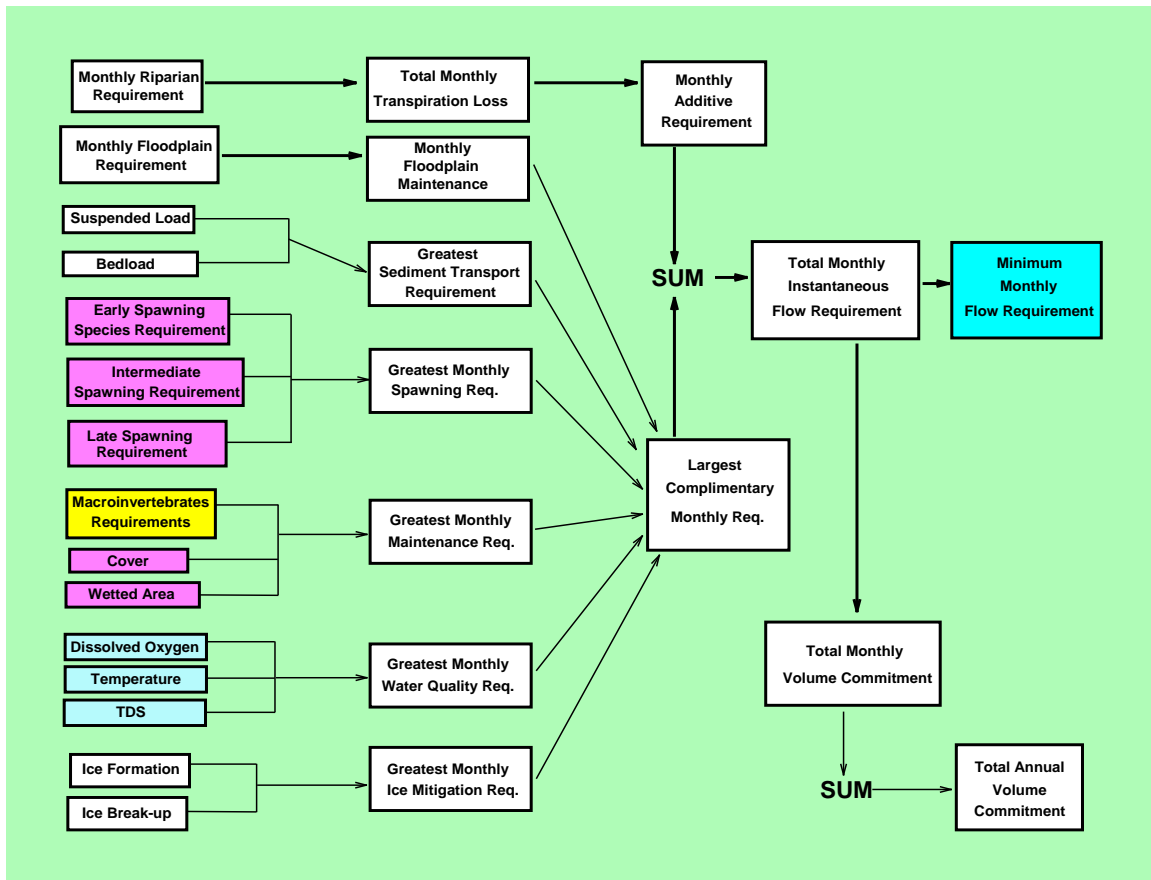 Monthly Riparian
Requirement
Total Monthly
Transpiration Loss
Monthly
Additive
Requirement
Monthly Floodplain
Requirement
Monthly
Floodplain
Maintenance
Suspended Load
Bedload
Greatest
Sediment Transport
Requirement
SUM
Total Monthly
Instantaneous
Flow Requirement
Minimum
Monthly
Flow Requirement
Early Spawning
Species Requirement
Intermediate
Spawning Requirement
Late Spawning
Requirement
Greatest Monthly
Spawning Req.
Largest
Complimentary
Monthly Req.
Macroinvertebrates
Requirements
Cover
Wetted Area
Greatest Monthly
Maintenance Req.
Dissolved Oxygen
Temperature
TDS
Greatest Monthly
Water Quality Req.
Total Monthly
Volume Commitment
Ice Formation
Ice Break-up
Greatest Monthly
Ice Mitigation Req.
SUM
Total Annual
Volume
Commitment